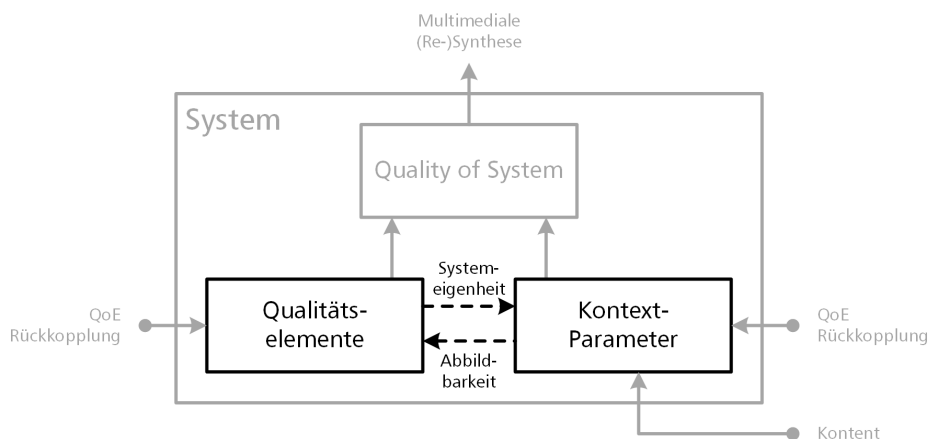 Multimediale
(Re-)Synthese
System
Quality of System
System-
eigenheit
Qualitäts-
elemente
Kontext-
Parameter
Abbild-
barkeit
QoE
Rückkopplung
QoE
Rückkopplung
Kontent